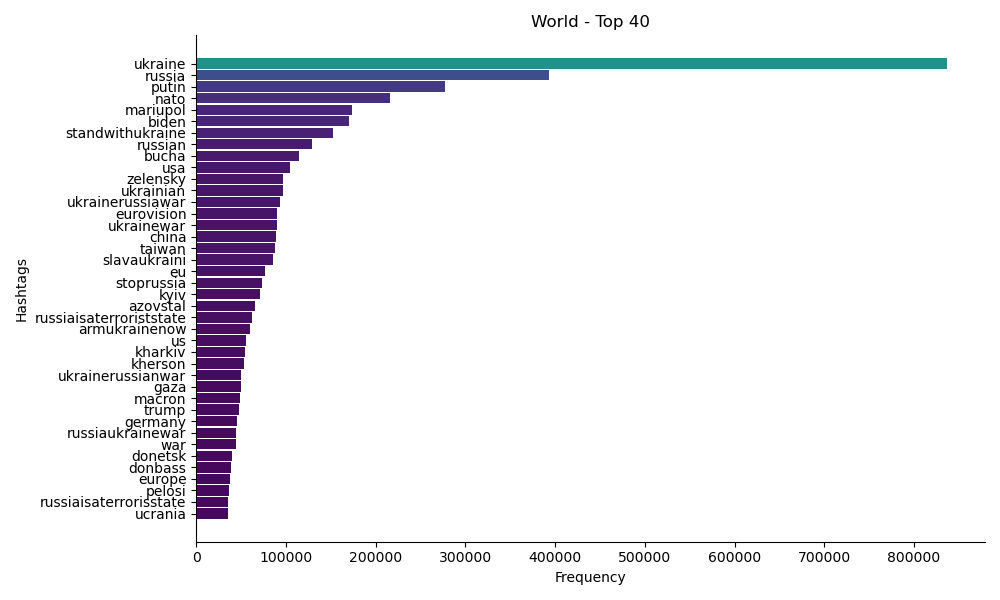 World - Top 40
ukraine
russia
putin
nato
mariupol
biden
standwithukraine
russian
bucha
usa
zelensky
ukrainian
ukrainerussiawar
eurovision
ukrainewar
china
taiwan
slavaukraini
eu
stoprussia
kyiv
azovstal
russiaisaterroriststate
armukrainenow
us
kharkiv
kherson
ukrainerussianwar
gaza
macron
trump
germany
russiaukrainewar
war
donetsk
donbass
europe
pelosi
russiaisaterrorisstate
ucrania
Hashtags
0 100000 200000 300000 400000 500000 600000 700000 800000
Frequency